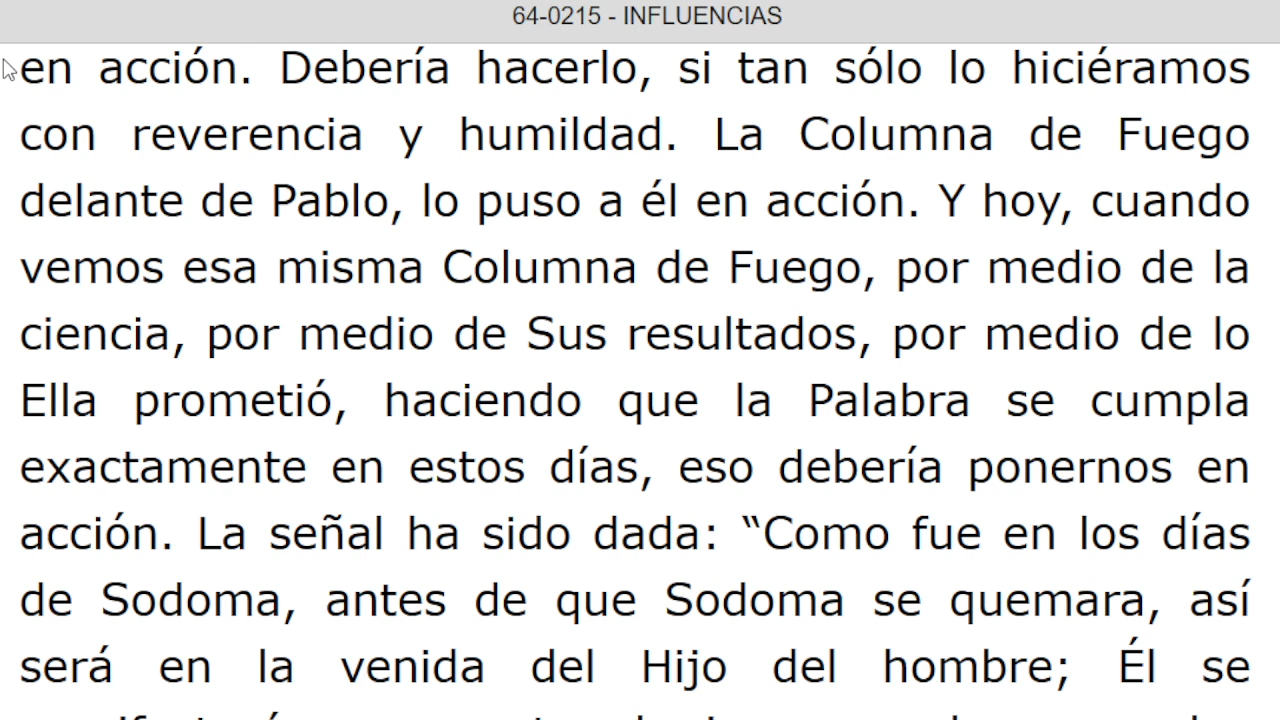 64-0215 - INFLUENCIAS
en acción. Debería hacerlo, si tan sólo lo hiciéramos
con reverencia y humildad. La Columna de Fuego
delante de Pablo, lo puso a él en acción. Y hoy, cuando
vemos esa misma Columna de Fuego, por medio de la
ciencia, por medio de Sus resultados, por medio de lo
Ella prometió, haciendo que la Palabra se cumpla
exactamente en estos días, eso debería ponernos en
acción. La señal ha sido dada: “Como fue en los días
de Sodoma, antes de que Sodoma se quemara, así
será en la venida del Hijo del hombre; Él se